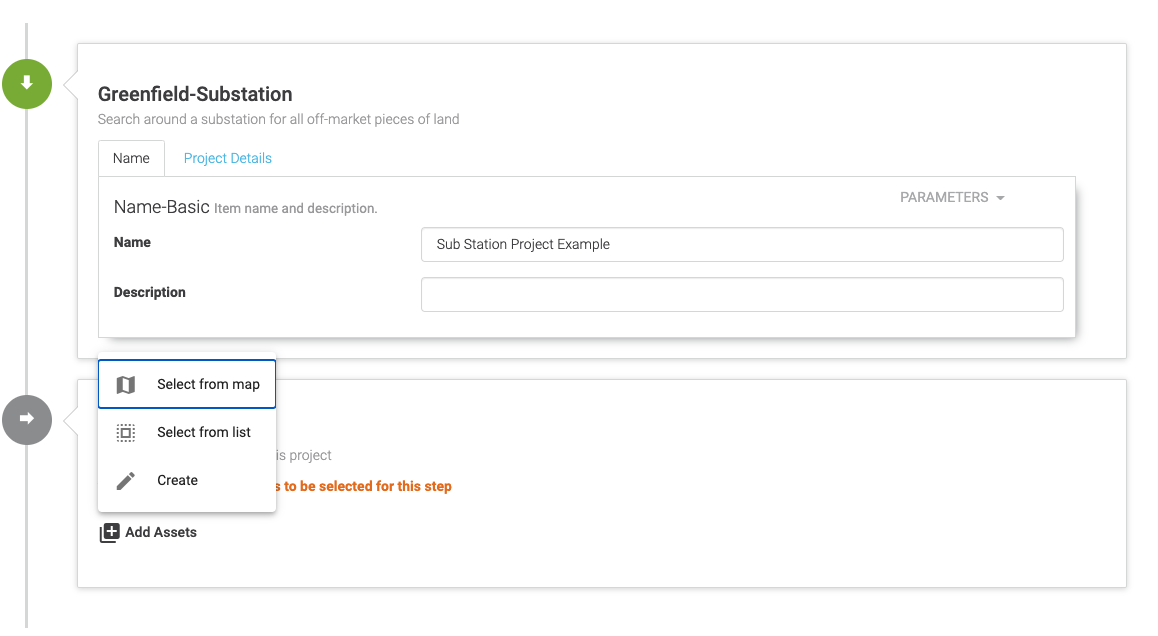 Greenfield-Substation
Search around a substation for all off-market pieces of land
Name Project Details
Name-Basic Item name and description. PARAMETERS
Name Sub Station Project Example
Description
Select from map
Select from list
is project
Create
s to be selected for this step
Add Assets